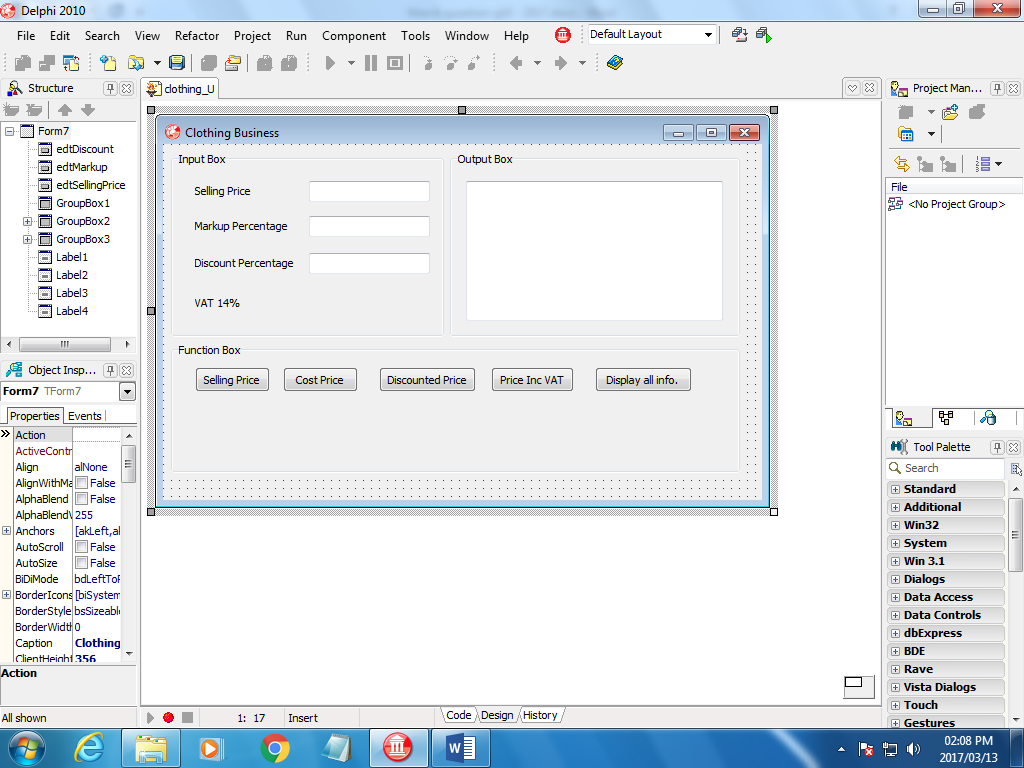 Delphi 2010
File Edit Search View Refactor Project Run Component Tools Window Help
Default Layout
Structure
clothing_U
Project Man...
Form7
edtDiscount
edtMarkup
edtSellingPrice
GroupBox1
GroupBox2
GroupBox3
Label1
Label2
Label3
Label4
Clothing Business
Input Box
Selling Price
Markup Percentage
Discount Percentage
VAT 14%
Output Box
Function Box
Selling Price
Cost Price
Discounted Price
Price Inc VAT
Display all info.
File
<No Project Group>
Object Insp...
Form7 TForm7
Properties Events
Action
ActiveContr
Align alNone
AlignWithMa False
AlphaBlend False
AlphaBlendV 255
Anchors [akLeft,al
AutoScroll False
AutoSize False
BiDiMode bdLeftToF
BorderIcons [biSystem
BorderStyle bsSizeabl
BorderWidth 0
Caption Clothing
ClientHeight 356
Action
All shown
1: 17
Insert
Code Design History
Tool Palette
Search
Standard
Additional
Win32
System
Win 3.1
Dialogs
Data Access
Data Controls
dbExpress
BDE
Rave
Vista Dialogs
Touch
Gestures
02:08 PM
2017/03/13